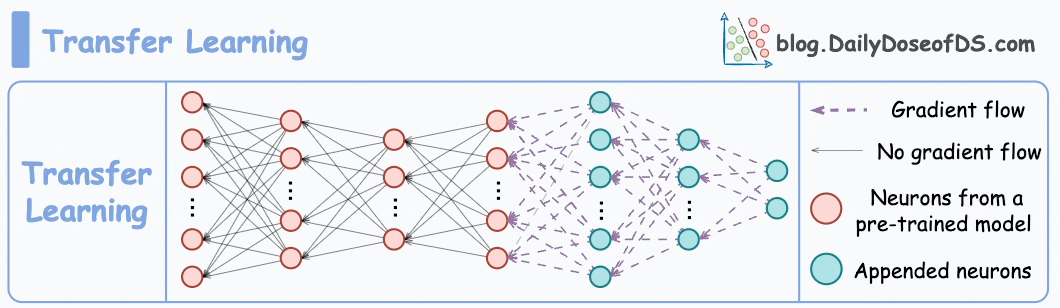 Transfer Learning
blog.DailyDoseofDS.com
Transfer
Learning
Gradient flow
No gradient flow
Neurons from a
pre-trained model
Appended neurons